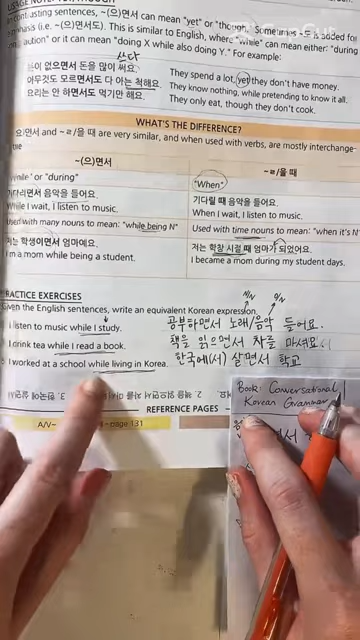 USAGE NOTES FOR
in contrasting sentences, ~(으)면서 can mean "yet" or "though." Sometimes ~도 is added for
emphasis (i.e. ~(으)면서도). This is similar to English, where "while" can mean either: "during
action" or it can mean "doing X while also doing Y." For example:
쓰다
돈이 없으면서 돈을 많이 써요.
They spend a lot, yet they don't have money.
아무것도 모르면서도 다 아는 척해요.
They know nothing, while pretending to know it all.
요리는 안 하면서도 먹기만 해요.
They only eat, though they don't cook.
WHAT'S THE DIFFERENCE?
으)면서 and ~ㄹ/을 때 are very similar, and when used with verbs, are mostly interchange-
~(으)면서
~ㄹ/을 때
"While" or "during"
"When"
기다리면서 음악을 들어요.
While I wait, I listen to music.
기다릴 때 음악을 들어요.
When I wait, I listen to music.
Used with many nouns to mean: "while being N"
Used with time nouns to mean: "when it's N"
저는 학생이면서 엄마예요.
I'm a mom while being a student.
저는 학창 시절 때 엄마가 되었어요.
I became a mom during my student days.
PRACTICE EXERCISES
Given the English sentences, write an equivalent Korean expression.
I listen to music while I study.
공부하면서 노래/음악 들어요.
I drink tea while I read a book.
책을 읽으면서 차를 마셔요.
I worked at a school while living in Korea.
한국에(서) 살면서 학교
REFERENCE PAGES
A/V~
page 131
Book: Conversational
Korean Grammar